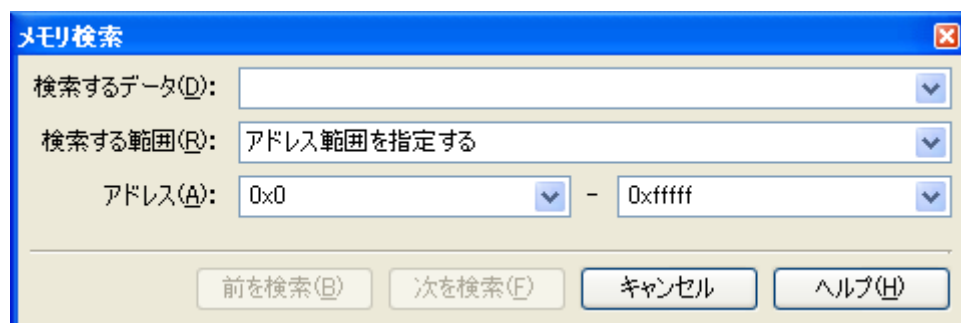 メモリ検索
検索するデータ(D):
検索する範囲(R): アドレス範囲を指定する
アドレス(A): 0x0 - 0xfffff
前を検索(B) 次を検索(F) キャンセル ヘルプ(H)